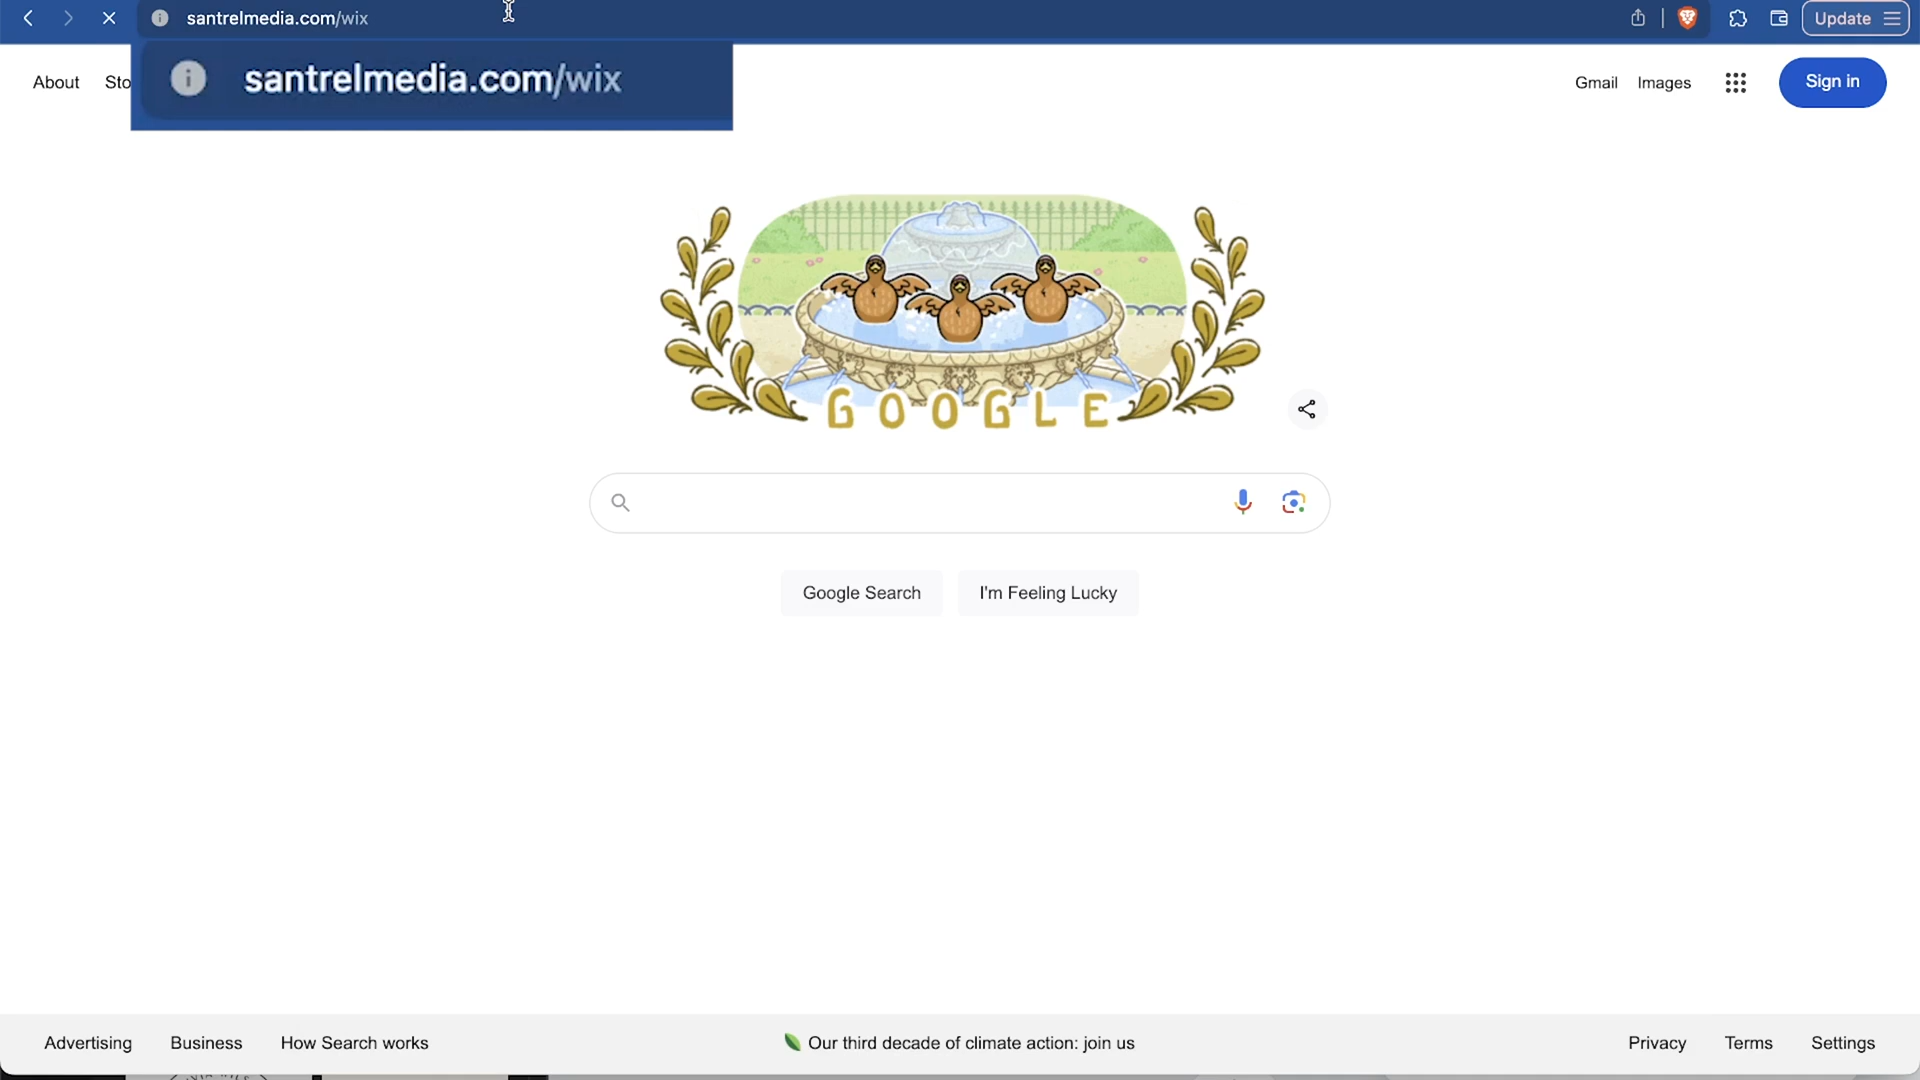 santrelmedia.com/wix
Update
santrelmedia.com/wix
About
Sto
Gmail
Images
Sign in
GOOGLE
Google Search
I'm Feeling Lucky
Advertising
Business
How Search works
Our third decade of climate action: join us
Privacy
Terms
Settings